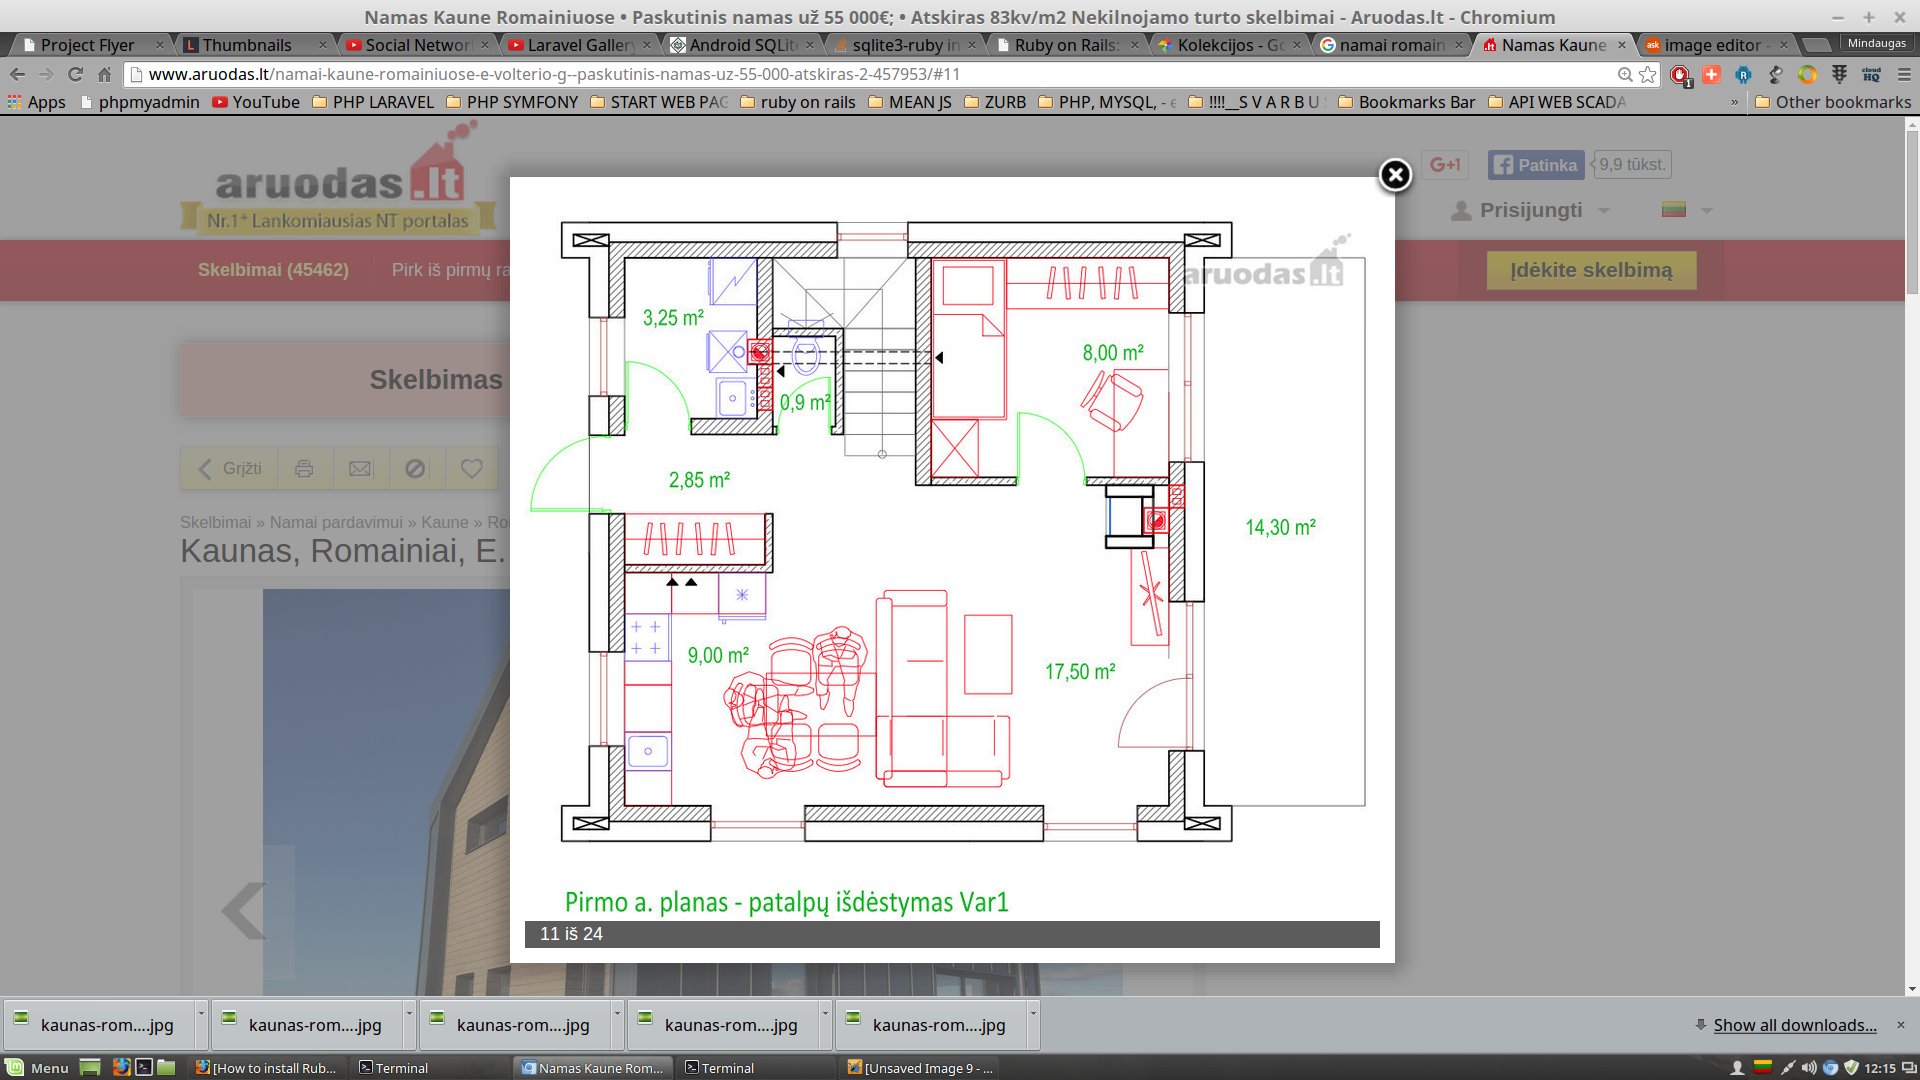 Namas Kaune Romainiuose • Paskutinis namas už 55 000€; • Atskiras 83kv/m2 Nekilnojamo turto skelbimai - Aruodas.lt - Chromium
Project Flyer
Thumbnails
Social Networ
Laravel Gallery
Android SQLit
sqlite3-ruby in
Ruby on Rails:
Kolekcijos - Go
namai romain
Namas Kaune
image editor -
Mindaugas
www.aruodas.lt/namai-kaune-romainiuose-e-volterio-g--paskutinis-namas-uz-55-000-atskiras-2-457953/#11
Apps
phpmyadmin
YouTube
PHP LARAVEL
PHP SYMFONY
START WEB PAG
ruby on rails
MEAN JS
ZURB
PHP, MYSQL, - e
!!!!__S V A R B U
Bookmarks Bar
API WEB SCADA
»
Other bookmarks
aruodas.lt
Nr.1* Lankomiausias NT portalas
G+1
Patinka
9,9 tūkst.
Prisijungti
Skelbimai (45462)
Pirk iš pirmų ra
Įdėkite skelbimą
Skelbimas
Grįžti
Skelbimai » Namai pardavimui » Kaune » Ro
Kaunas, Romainiai, E.
aruodas.lt
3,25 m²
8,00 m²
0,9 m²
2,85 m²
14,30 m²
9,00 m²
17,50 m²
Pirmo a. planas - patalpų išdėstymas Var1
11 iš 24
kaunas-rom....jpg
kaunas-rom....jpg
kaunas-rom....jpg
kaunas-rom....jpg
kaunas-rom....jpg
Show all downloads...
Menu
[How to install Rub...
Terminal
Namas Kaune Rom...
Terminal
[Unsaved Image 9 - ...
12:15